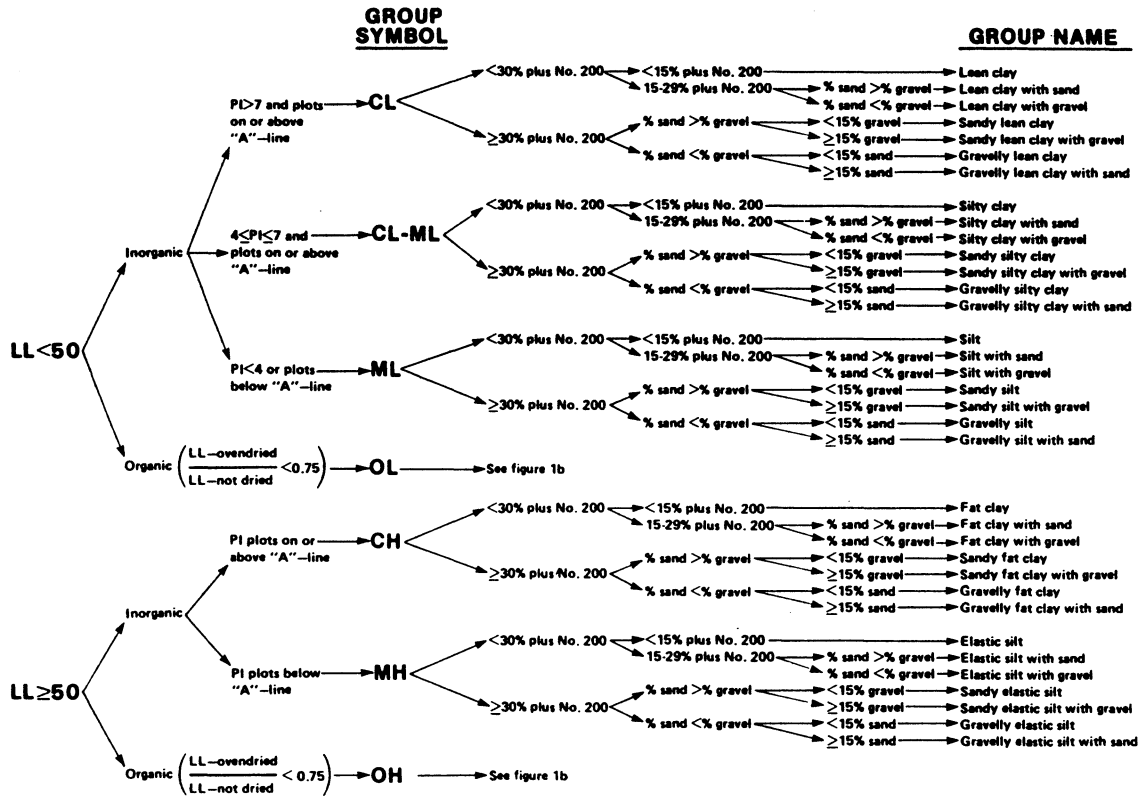 GROUP SYMBOL
GROUP NAME
LL<50
Inorganic
PI>7 and plots on or above "A"–line
CL
<30% plus No. 200
<15% plus No. 200
Lean clay
15-29% plus No. 200
% sand >% gravel
Lean clay with sand
% sand <% gravel
Lean clay with gravel
≥30% plus No. 200
% sand >% gravel
<15% gravel
Sandy lean clay
≥15% gravel
Sandy lean clay with gravel
% sand <% gravel
<15% sand
Gravelly lean clay
≥15% sand
Gravelly lean clay with sand
4≤PI≤7 and plots on or above "A"–line
CL-ML
<30% plus No. 200
<15% plus No. 200
Silty clay
15-29% plus No. 200
% sand >% gravel
Silty clay with sand
% sand <% gravel
Silty clay with gravel
≥30% plus No. 200
% sand >% gravel
<15% gravel
Sandy silty clay
≥15% gravel
Sandy silty clay with gravel
% sand <% gravel
<15% sand
Gravelly silty clay
≥15% sand
Gravelly silty clay with sand
PI<4 or plots below "A"–line
ML
<30% plus No. 200
<15% plus No. 200
Silt
15-29% plus No. 200
% sand >% gravel
Silt with sand
% sand <% gravel
Silt with gravel
≥30% plus No. 200
% sand >% gravel
<15% gravel
Sandy silt
≥15% gravel
Sandy silt with gravel
% sand <% gravel
<15% sand
Gravelly silt
≥15% sand
Gravelly silt with sand
Organic (LL–ovendried / LL–not dried <0.75)
OL
See figure 1b
LL≥50
Inorganic
PI plots on or above "A"–line
CH
<30% plus No. 200
<15% plus No. 200
Fat clay
15-29% plus No. 200
% sand >% gravel
Fat clay with sand
% sand <% gravel
Fat clay with gravel
≥30% plus No. 200
% sand >% gravel
<15% gravel
Sandy fat clay
≥15% gravel
Sandy fat clay with gravel
% sand <% gravel
<15% sand
Gravelly fat clay
≥15% sand
Gravelly fat clay with sand
PI plots below "A"–line
MH
<30% plus No. 200
<15% plus No. 200
Elastic silt
15-29% plus No. 200
% sand >% gravel
Elastic silt with sand
% sand <% gravel
Elastic silt with gravel
≥30% plus No. 200
% sand >% gravel
<15% gravel
Sandy elastic silt
≥15% gravel
Sandy elastic silt with gravel
% sand <% gravel
<15% sand
Gravelly elastic silt
≥15% sand
Gravelly elastic silt with sand
Organic (LL–ovendried / LL–not dried < 0.75)
OH
See figure 1b